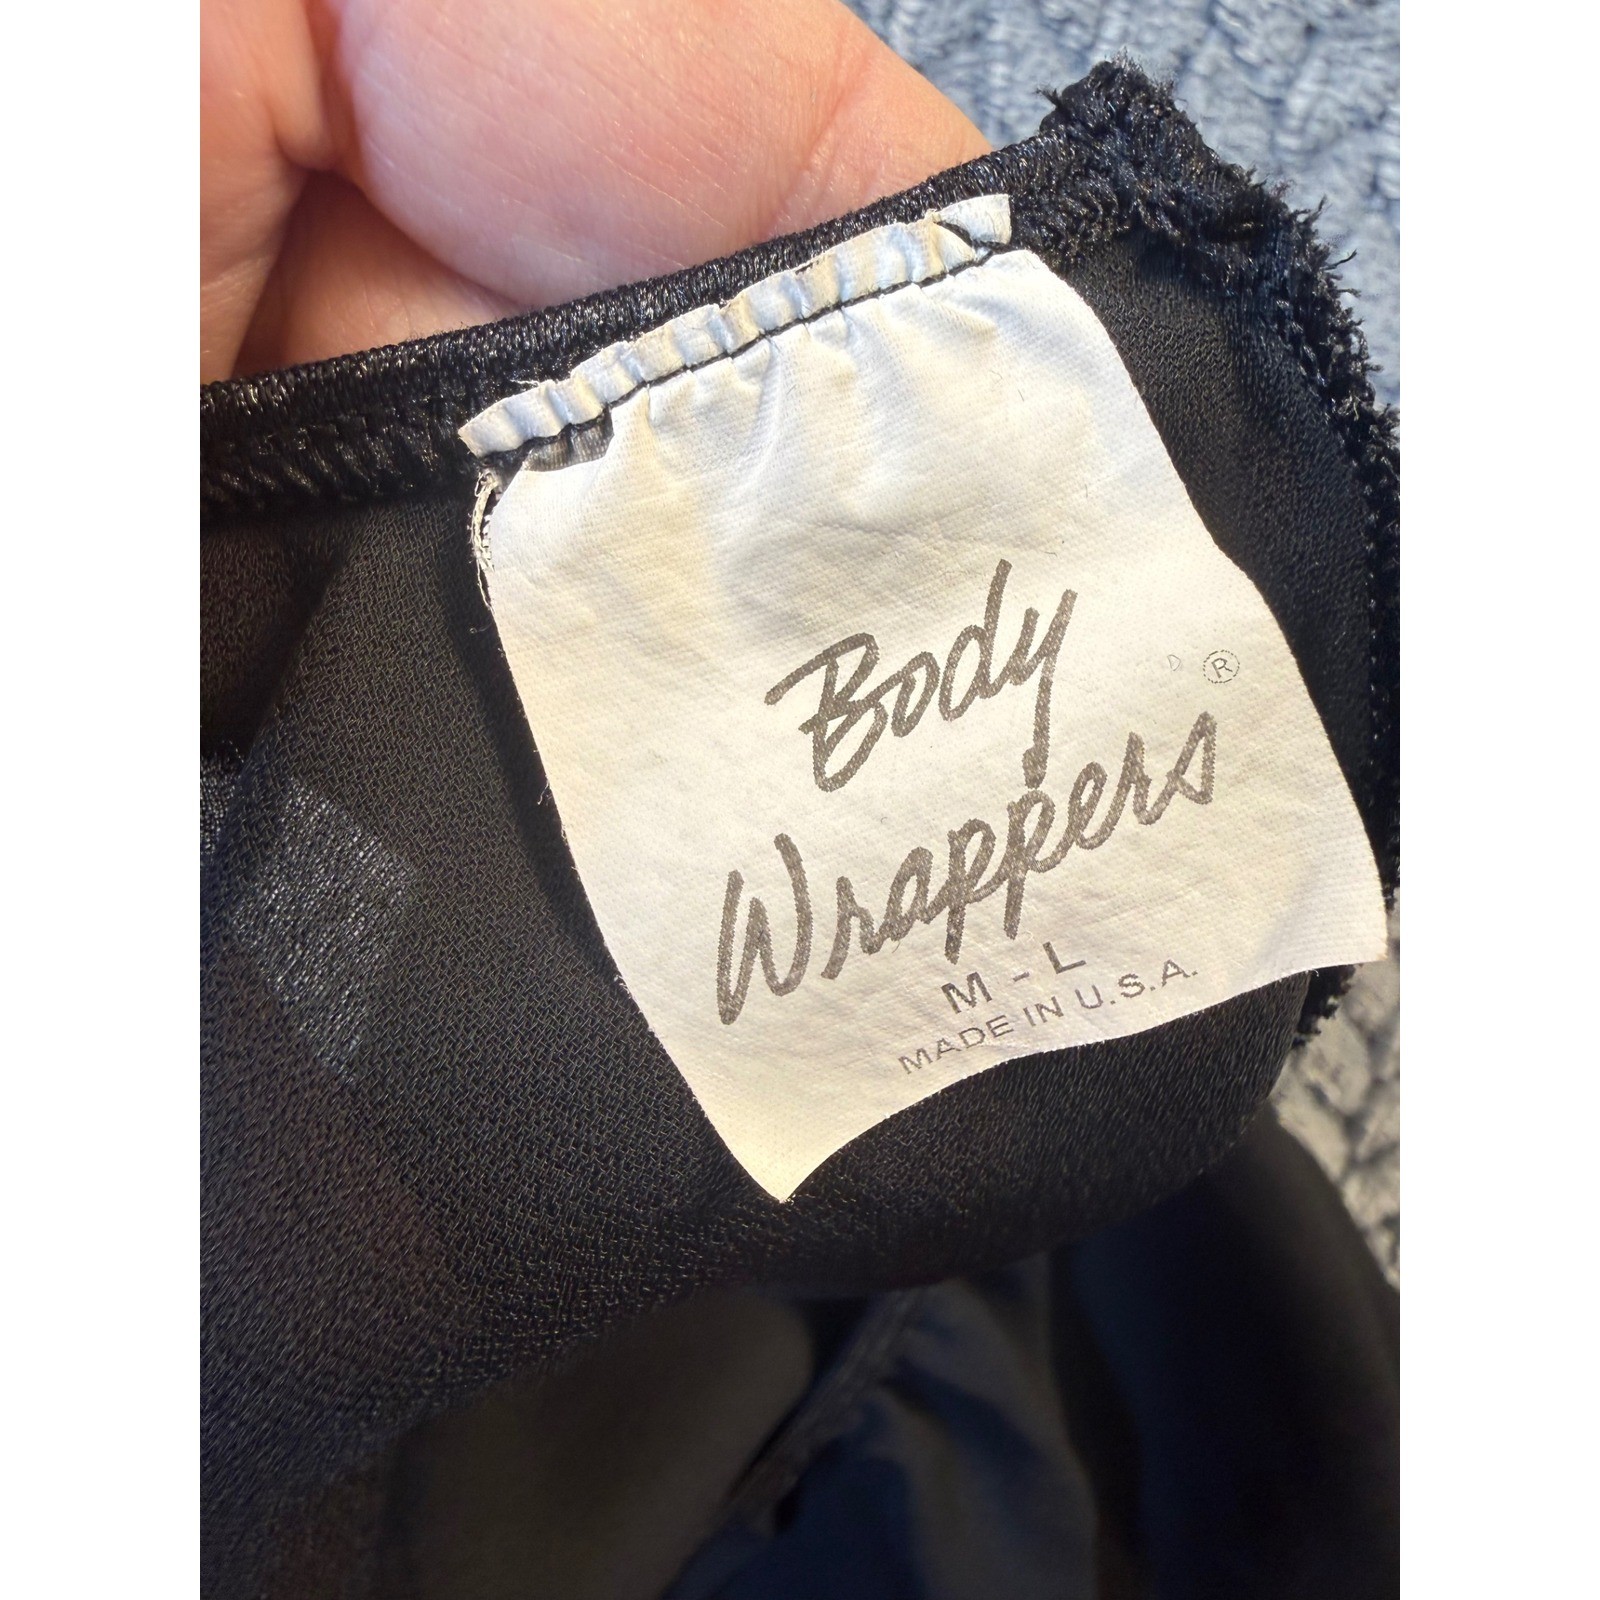 Body ®
Wrappers
M - L
MADE IN U.S.A.